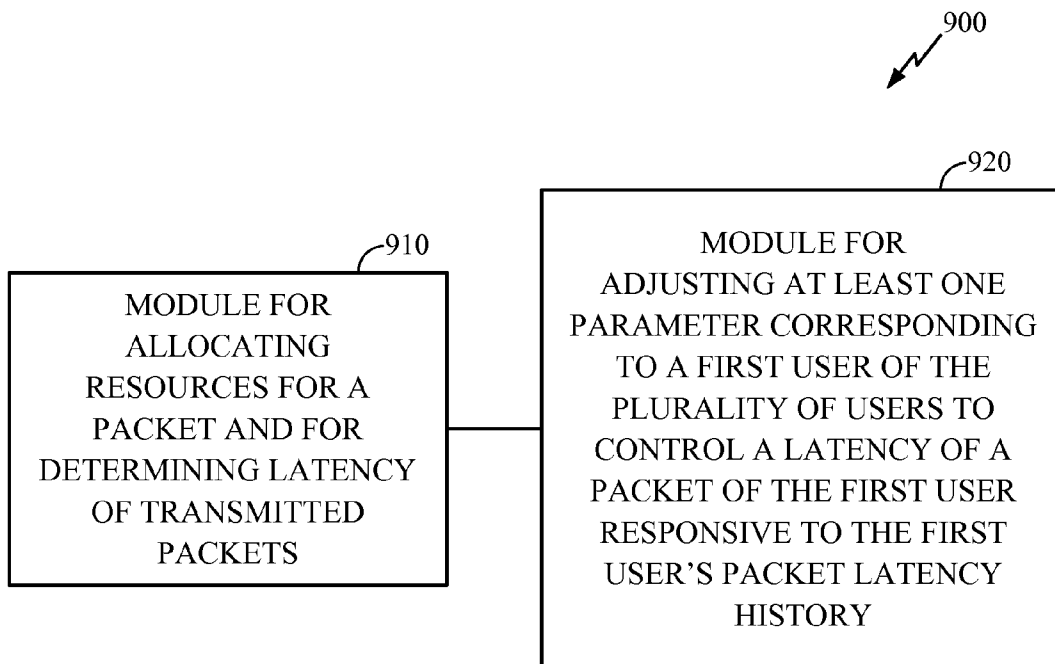 900
910
MODULE FOR
ALLOCATING
RESOURCES FOR A
PACKET AND FOR
DETERMINING LATENCY
OF TRANSMITTED
PACKETS
920
MODULE FOR
ADJUSTING AT LEAST ONE
PARAMETER CORRESPONDING
TO A FIRST USER OF THE
PLURALITY OF USERS TO
CONTROL A LATENCY OF A
PACKET OF THE FIRST USER
RESPONSIVE TO THE FIRST
USER’S PACKET LATENCY
HISTORY